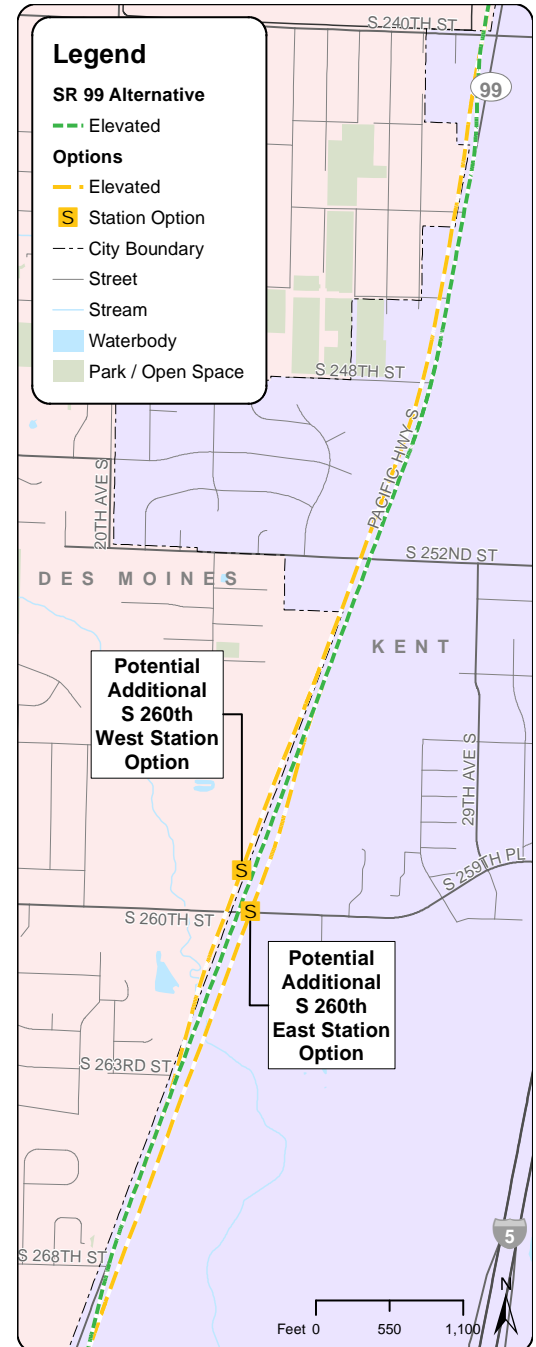 S 240TH ST
Legend
SR 99 Alternative
Elevated
Options
Elevated
S Station Option
City Boundary
Street
Stream
Waterbody
Park / Open Space
99
S 248TH ST
PACIFIC HWY S
20TH AVE S
S 252ND ST
DES MOINES
KENT
Potential
Additional
S 260th
West Station
Option
29TH AVE S
S 259TH PL
S
S
S 260TH ST
Potential
Additional
S 260th
East Station
Option
S 263RD ST
S 268TH ST
5
N
Feet 0 550 1,100